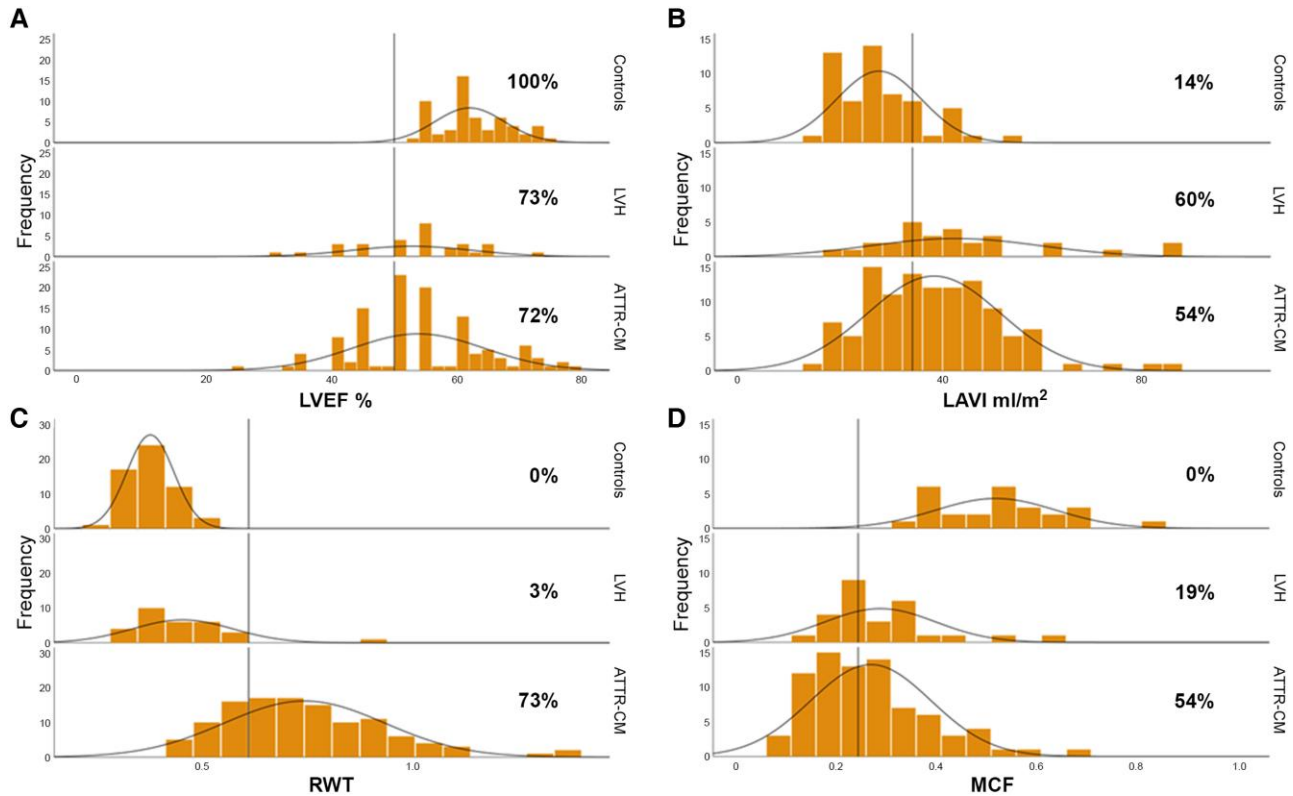 A
Frequency
25
20
15
10
5
0
100%
Controls
25
20
15
10
5
0
73%
LVH
25
20
15
10
5
0
72%
ATTR-CM
0 20 40 60 80
LVEF %
B
Frequency
15
10
5
0
14%
Controls
15
10
5
0
60%
LVH
15
10
5
0
54%
ATTR-CM
0 40 80
LAVI ml/m²
C
Frequency
30
20
10
0
0%
Controls
30
20
10
0
3%
LVH
30
20
10
0
73%
ATTR-CM
0.5 1.0
RWT
D
Frequency
15
10
5
0
0%
Controls
15
10
5
0
19%
LVH
15
10
5
0
54%
ATTR-CM
0 0.2 0.4 0.6 0.8 1.0
MCF